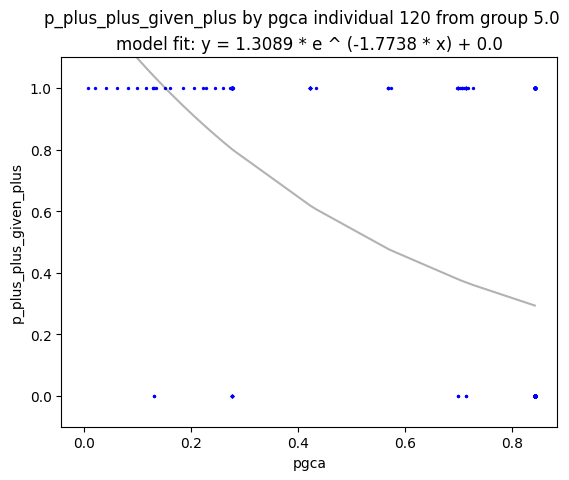 p_plus_plus_given_plus by pgca individual 120 from group 5.0
model fit: y = 1.3089 * e ^ (-1.7738 * x) + 0.0
1.0
0.8
0.6
0.4
0.2
0.0
p_plus_plus_given_plus
0.0 0.2 0.4 0.6 0.8
pgca